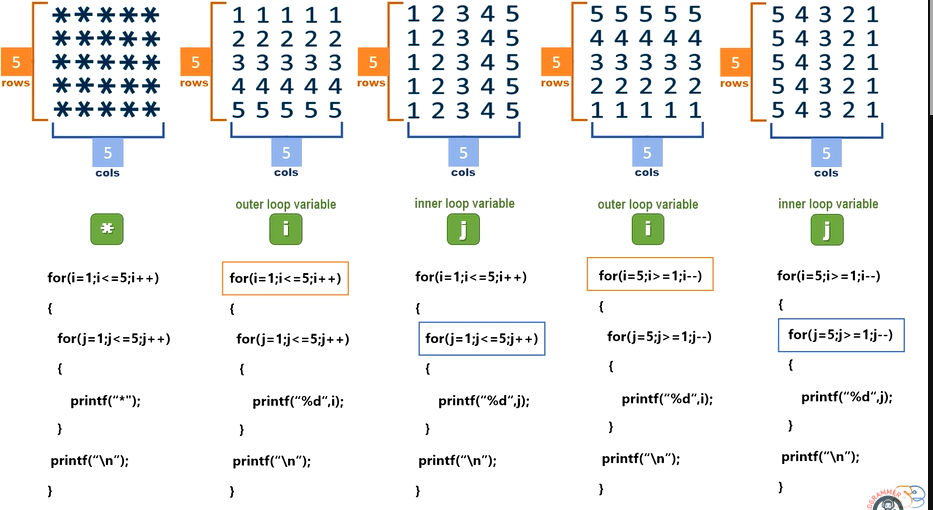 *****
*****
*****
*****
*****
5
rows
5
cols
*
for(i=1;i<=5;i++)
{
for(j=1;j<=5;j++)
{
printf("*");
}
printf("\n");
}
1 1 1 1 1
2 2 2 2 2
3 3 3 3 3
4 4 4 4 4
5 5 5 5 5
5
rows
5
cols
outer loop variable
i
for(i=1;i<=5;i++)
{
for(j=1;j<=5;j++)
{
printf("%d",i);
}
printf("\n");
}
1 2 3 4 5
1 2 3 4 5
1 2 3 4 5
1 2 3 4 5
1 2 3 4 5
5
rows
5
cols
inner loop variable
j
for(i=1;i<=5;i++)
{
for(j=1;j<=5;j++)
{
printf("%d",j);
}
printf("\n");
}
5 5 5 5 5
4 4 4 4 4
3 3 3 3 3
2 2 2 2 2
1 1 1 1 1
5
rows
5
cols
outer loop variable
i
for(i=5;i>=1;i--)
{
for(j=5;j>=1;j--)
{
printf("%d",i);
}
printf("\n");
}
5 4 3 2 1
5 4 3 2 1
5 4 3 2 1
5 4 3 2 1
5 4 3 2 1
5
rows
5
cols
inner loop variable
j
for(i=5;i>=1;i--)
{
for(j=5;j>=1;j--)
{
printf("%d",j);
}
printf("\n");
}